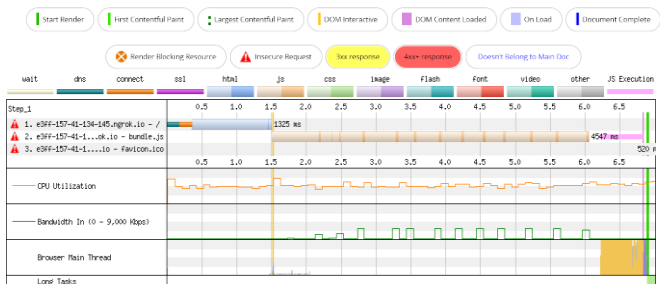 Start Render First Contentful Paint Largest Contentful Paint DOM Interactive DOM Content Loaded On Load Document Complete
Render Blocking Resource Insecure Request 3xx response 4xx+ response Doesn't Belong to Main Doc
wait dns connect ssl html js css image flash font video other JS Execution
Step_1 0.5 1.0 1.5 2.0 2.5 3.0 3.5 4.0 4.5 5.0 5.5 6.0 6.5
1. e3ff-157-41-134-145.ngrok.io - / 1325 ms
2. e3ff-157-41-1...ok.io - bundle.js 4547 ms
3. e3ff-157-41-1....io - favicon.ico 520 m
0.5 1.0 1.5 2.0 2.5 3.0 3.5 4.0 4.5 5.0 5.5 6.0 6.5
CPU Utilization
Bandwidth In (0 - 9,000 Kbps)
Browser Main Thread
Long Tasks